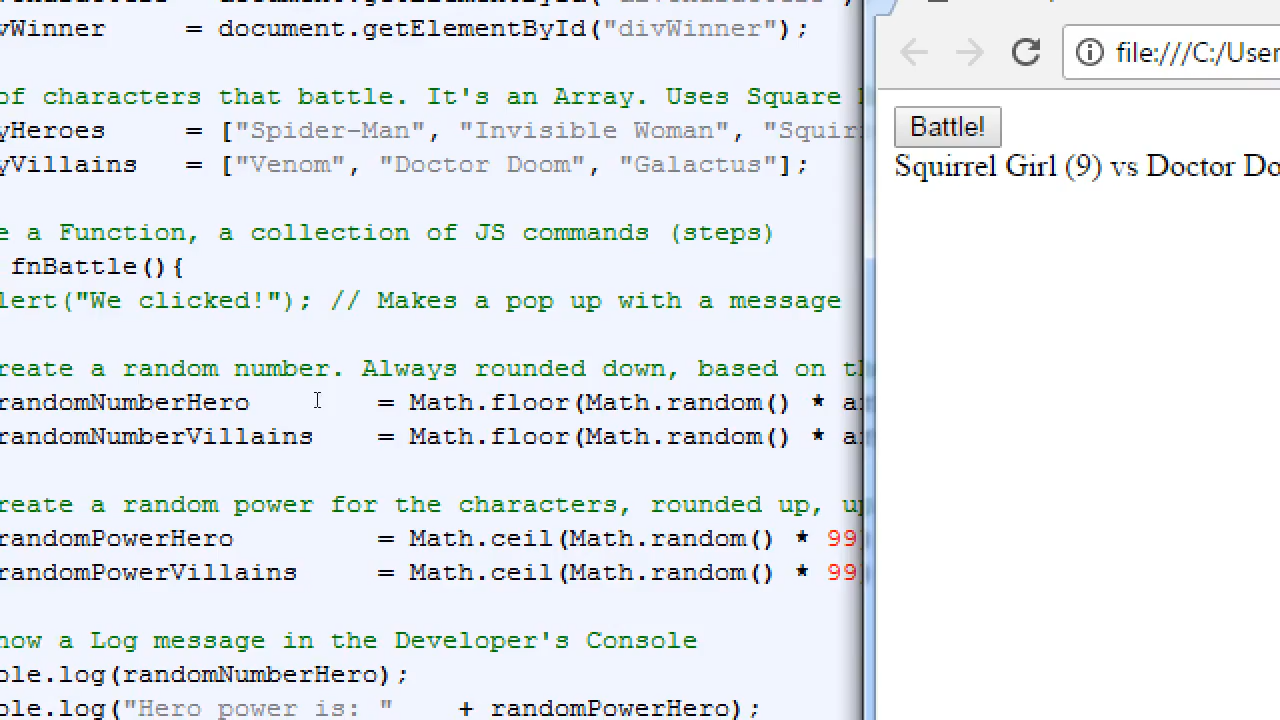 vWinner = document.getElementById("divWinner");
of characters that battle. It's an Array. Uses Square
yHeroes = ["Spider-Man", "Invisible Woman", "Squir
yVillains = ["Venom", "Doctor Doom", "Galactus"];
e a Function, a collection of JS commands (steps)
fnBattle(){
lert("We clicked!"); // Makes a pop up with a message
reate a random number. Always rounded down, based on th
randomNumberHero = Math.floor(Math.random() * ar
randomNumberVillains = Math.floor(Math.random() * ar
reate a random power for the characters, rounded up, up
randomPowerHero = Math.ceil(Math.random() * 99)
randomPowerVillains = Math.ceil(Math.random() * 99)
how a Log message in the Developer's Console
ole.log(randomNumberHero);
ole.log("Hero power is: " + randomPowerHero);
file:///C:/User
Battle!
Squirrel Girl (9) vs Doctor Do